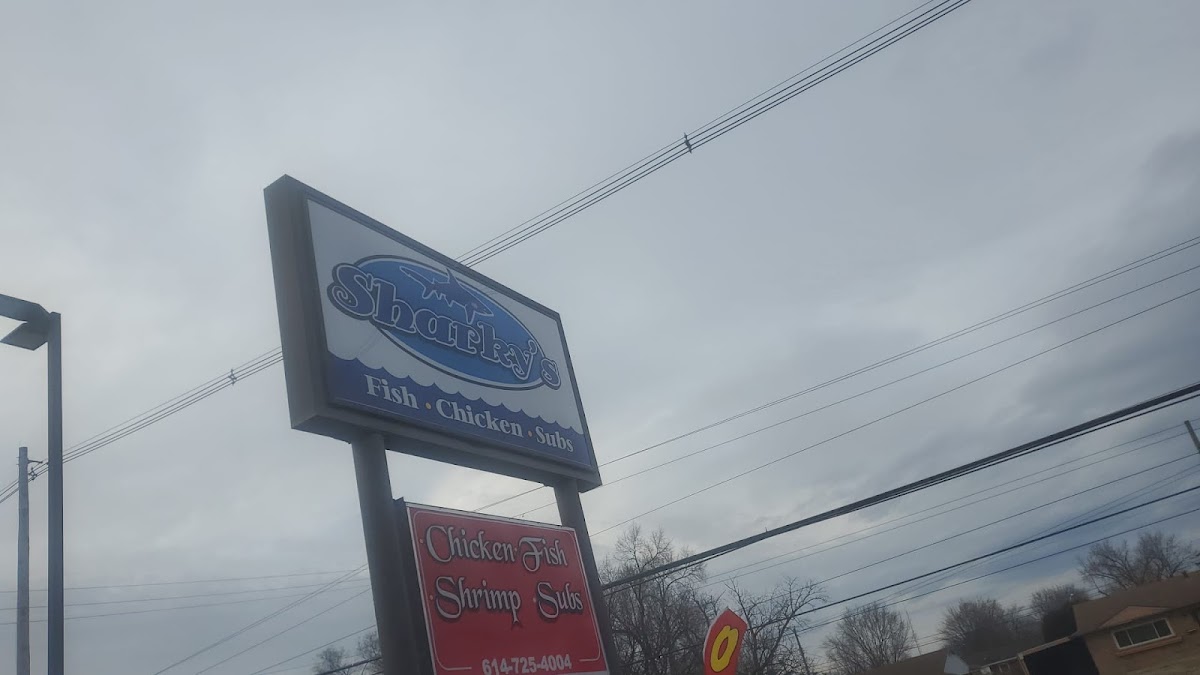 Sharky's
Fish • Chicken • Subs
Chicken • Fish
• Shrimp • Subs
614-725-4004
O